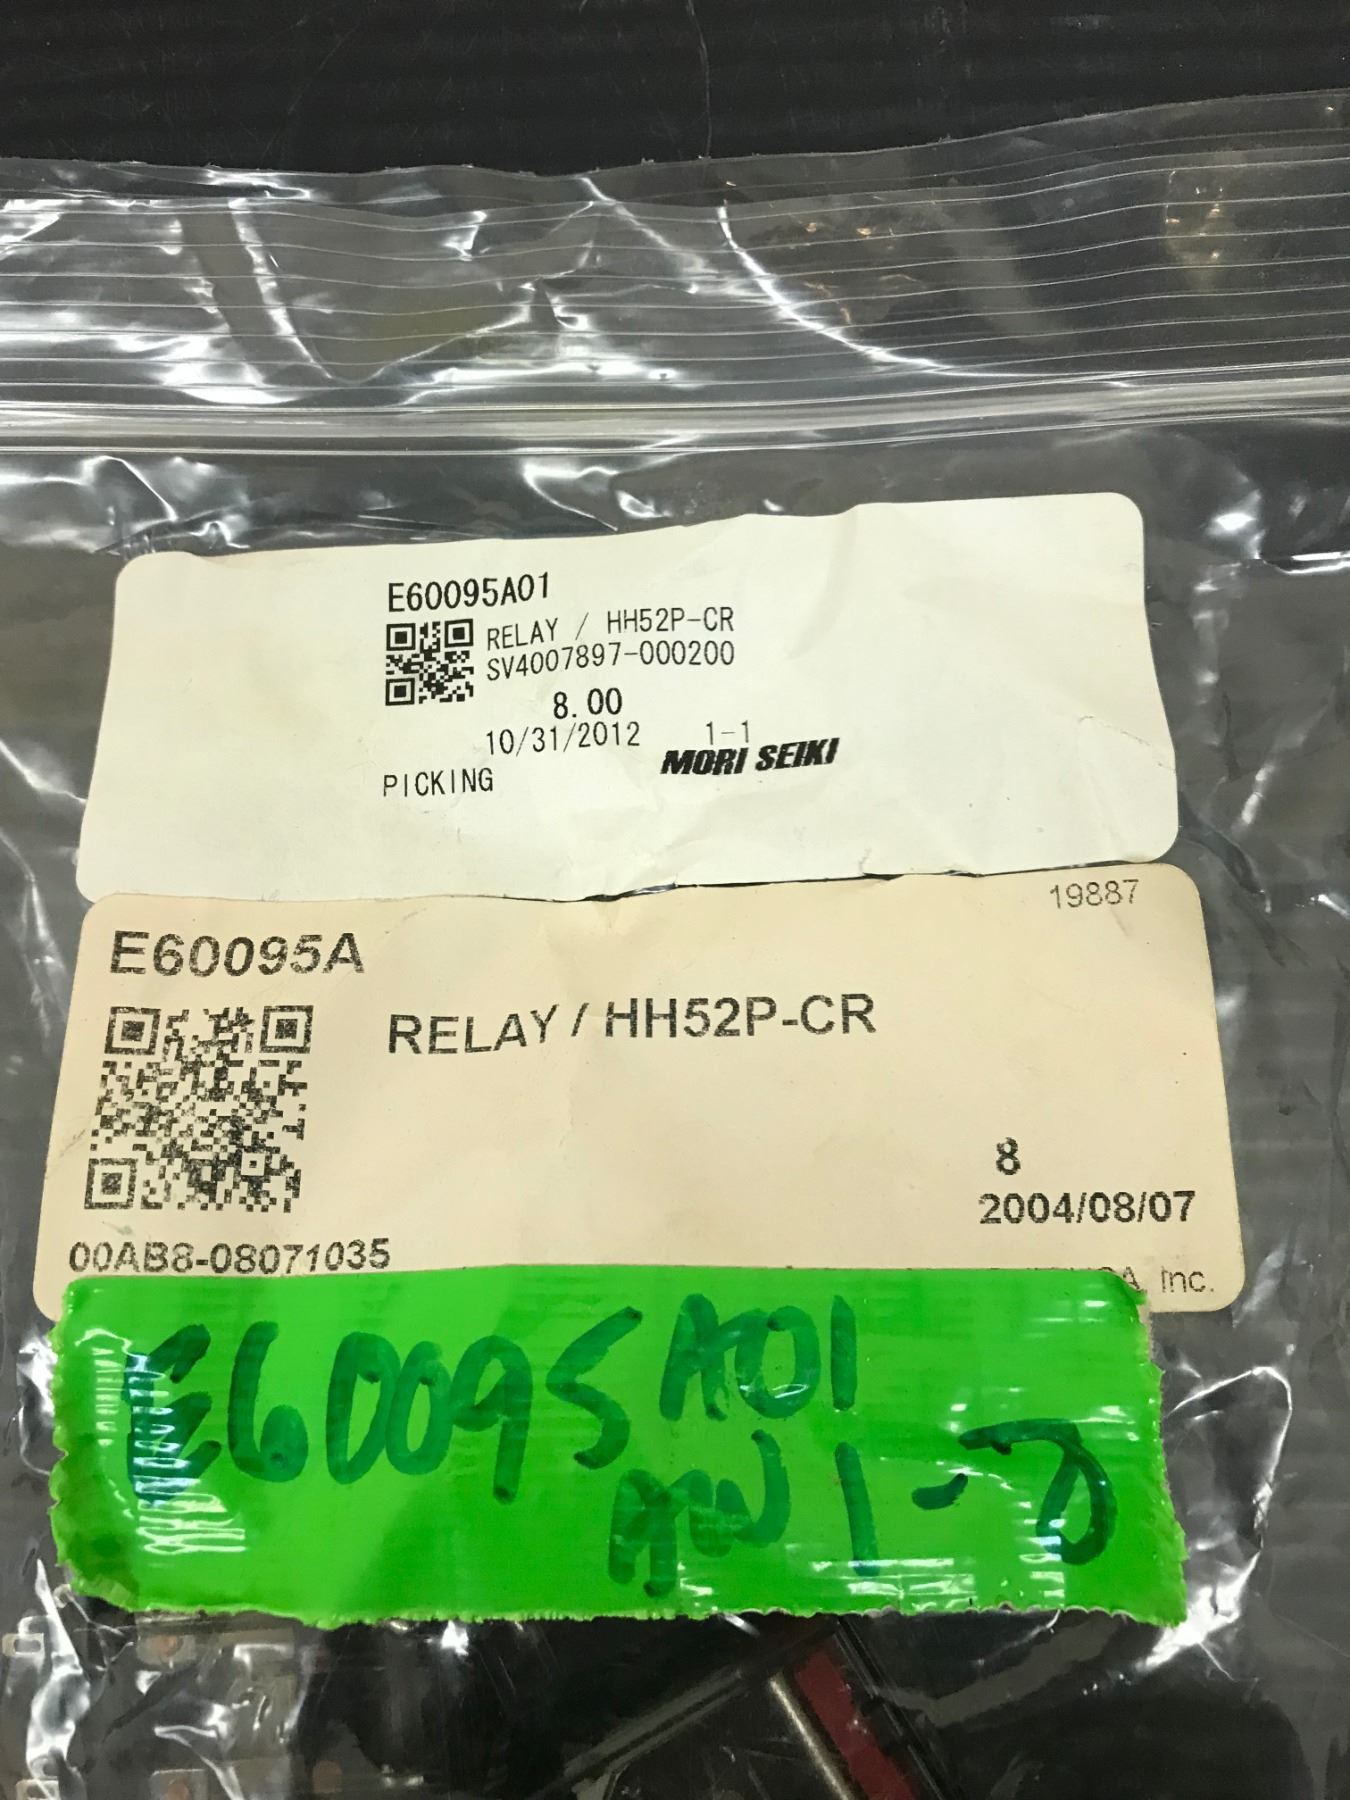 E60095A01
RELAY / HH52P-CR
SV4007897-000200
8.00
10/31/2012 1-1
MORI SEIKI
PICKING
19887
E60095A
RELAY / HH52P-CR
8
2004/08/07
00AB8-08071035
Inc.
E60095A01
1-D